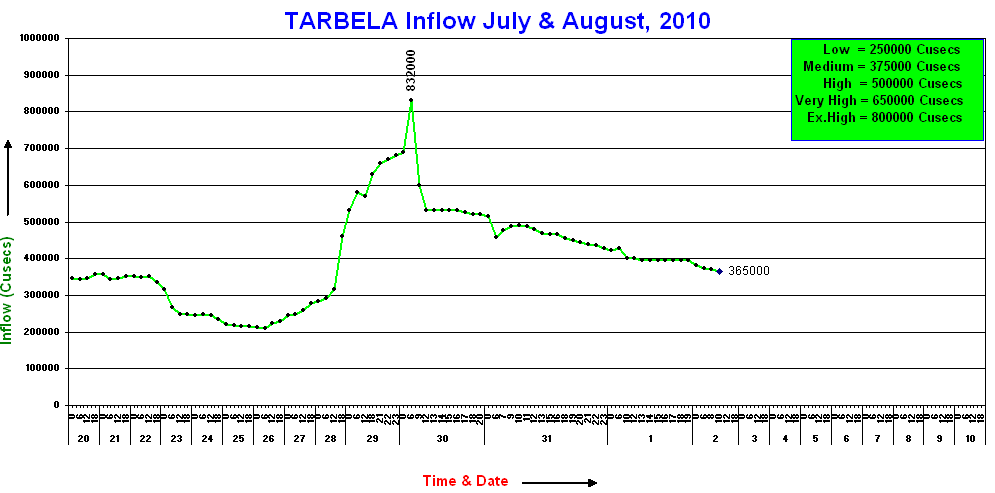 TARBELA Inflow July & August, 2010
Low = 250000 Cusecs
Medium = 375000 Cusecs
High = 500000 Cusecs
Very High = 650000 Cusecs
Ex.High = 800000 Cusecs
832000
365000
Inflow (Cusecs)
1000000
900000
800000
700000
600000
500000
400000
300000
200000
100000
0
20 21 22 23 24 25 26 27 28 29 30 31 1 2 3 4 5 6 7 8 9 10
Time & Date